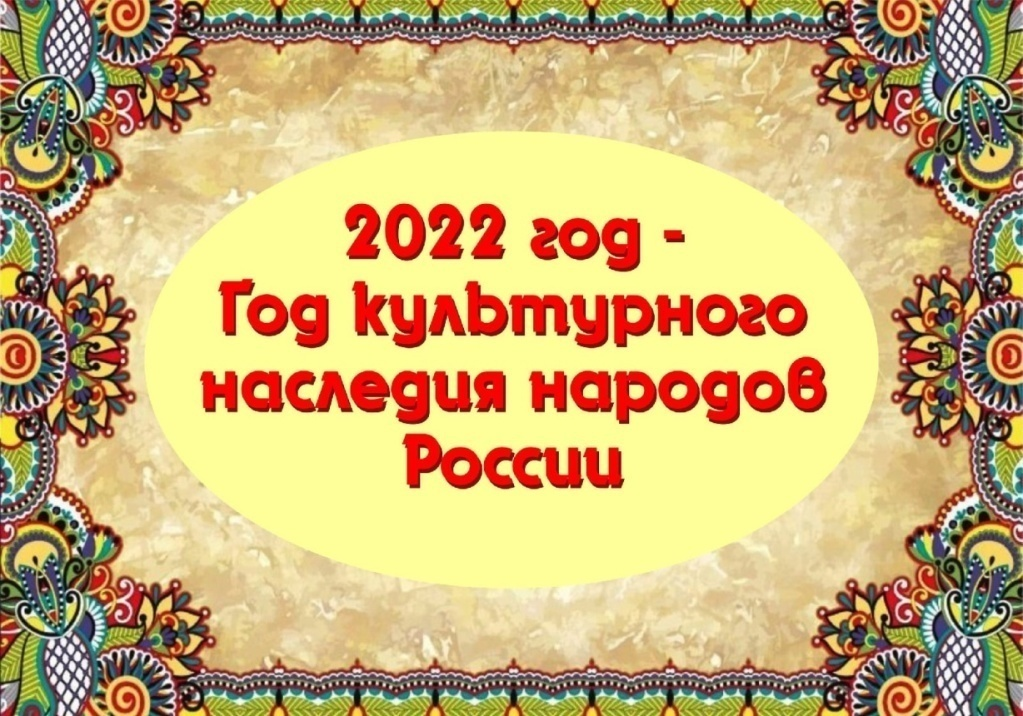 2022 год -
Год культурного
наследия народов
России